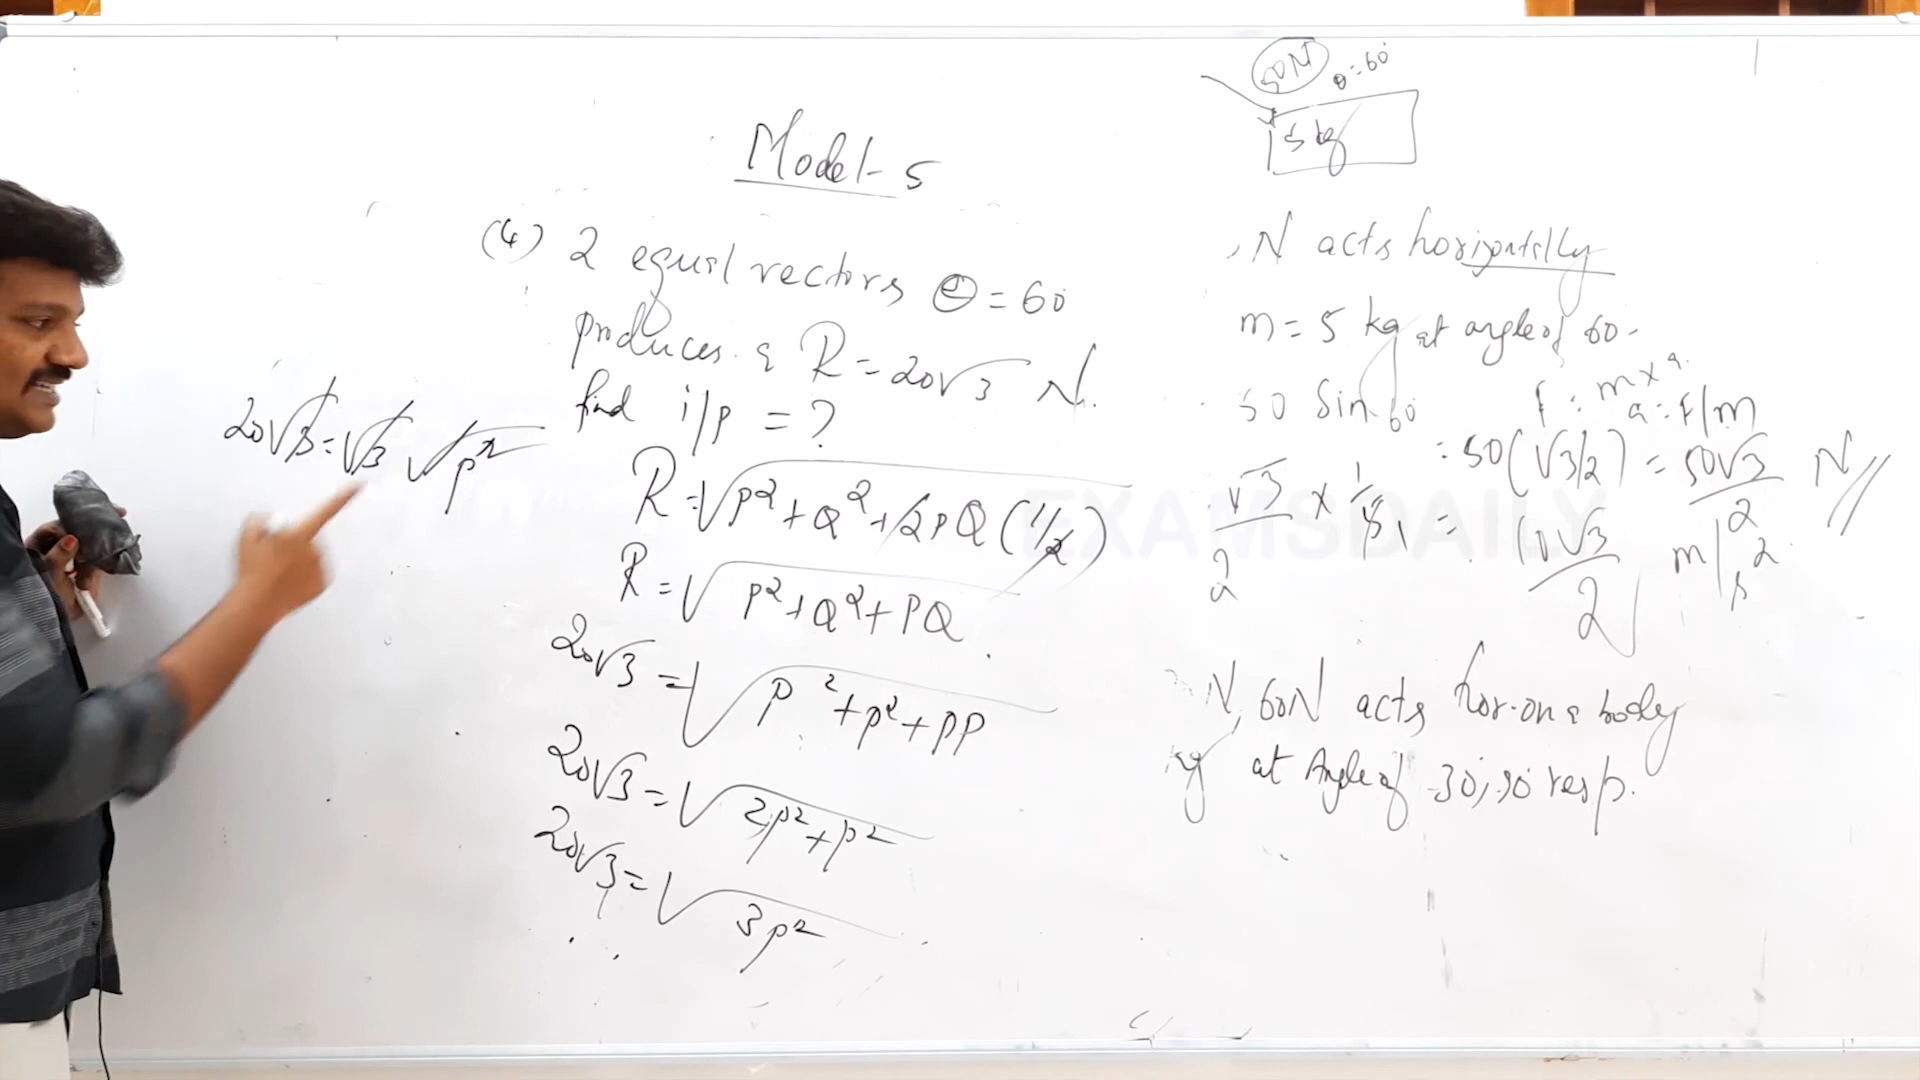 Model-5
(4) 2 equal vectors Θ = 60°
produces a R = 20√3 N.
find i/p = ?
R = √P²+Q²+2PQ(1/2)
R = √P²+Q²+PQ
20√3 = √P²+P²+PP
20√3 = √2P²+P²
20√3 = √3P²
20√3 = √3 √P²
50N θ=60°
5 kg
N acts horizontally
m = 5 kg at angle of 60°
50 Sin 60
F = m × a
a = F/m
= 50(√3/2) = 50√3/2 N//
√3/2 × 1/5 = 10√3/2 m/s²
N, 60N acts hor. on a body
kg at Angle of 30°, 90° resp.
EXAMSDAILY